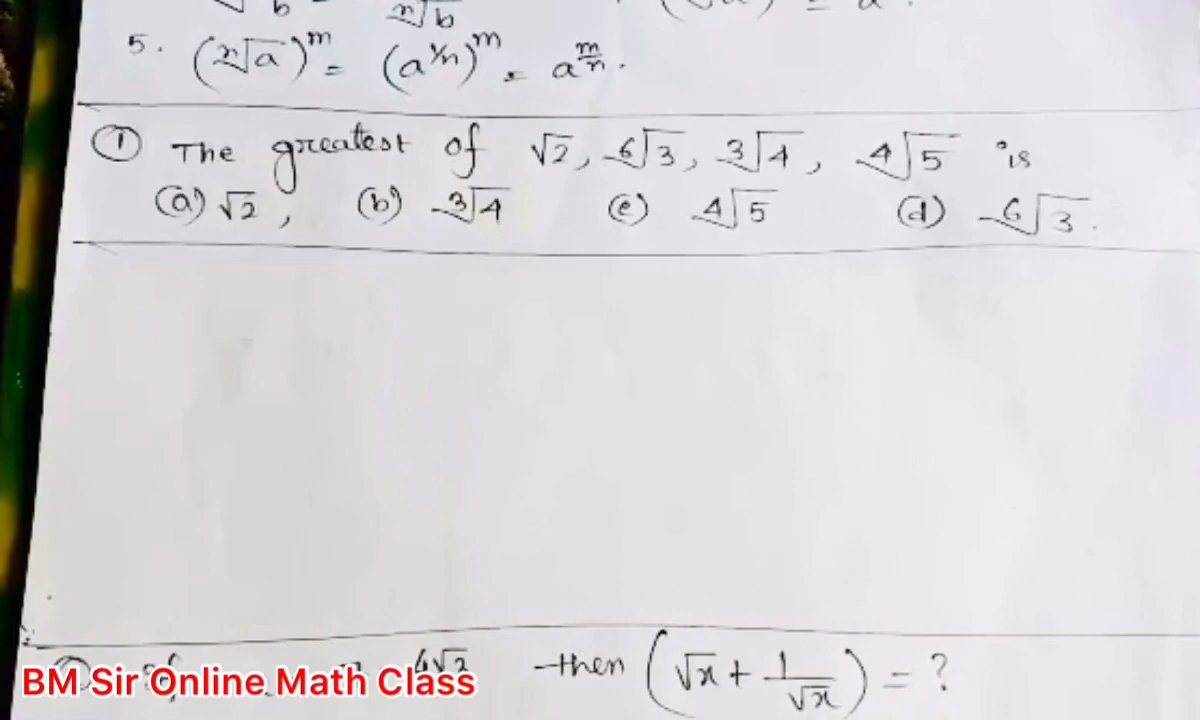 b
ⁿ√b
5. (ⁿ√a)ᵐ = (a^{1/n})ᵐ = a^{m/n}.
① The greatest of √2, ⁶√3, ³√4, ⁴√5 is
(a) √2, (b) ³√4 (c) ⁴√5 (d) ⁶√3.
then (√x + 1/√x) = ?
BM Sir Online Math Class